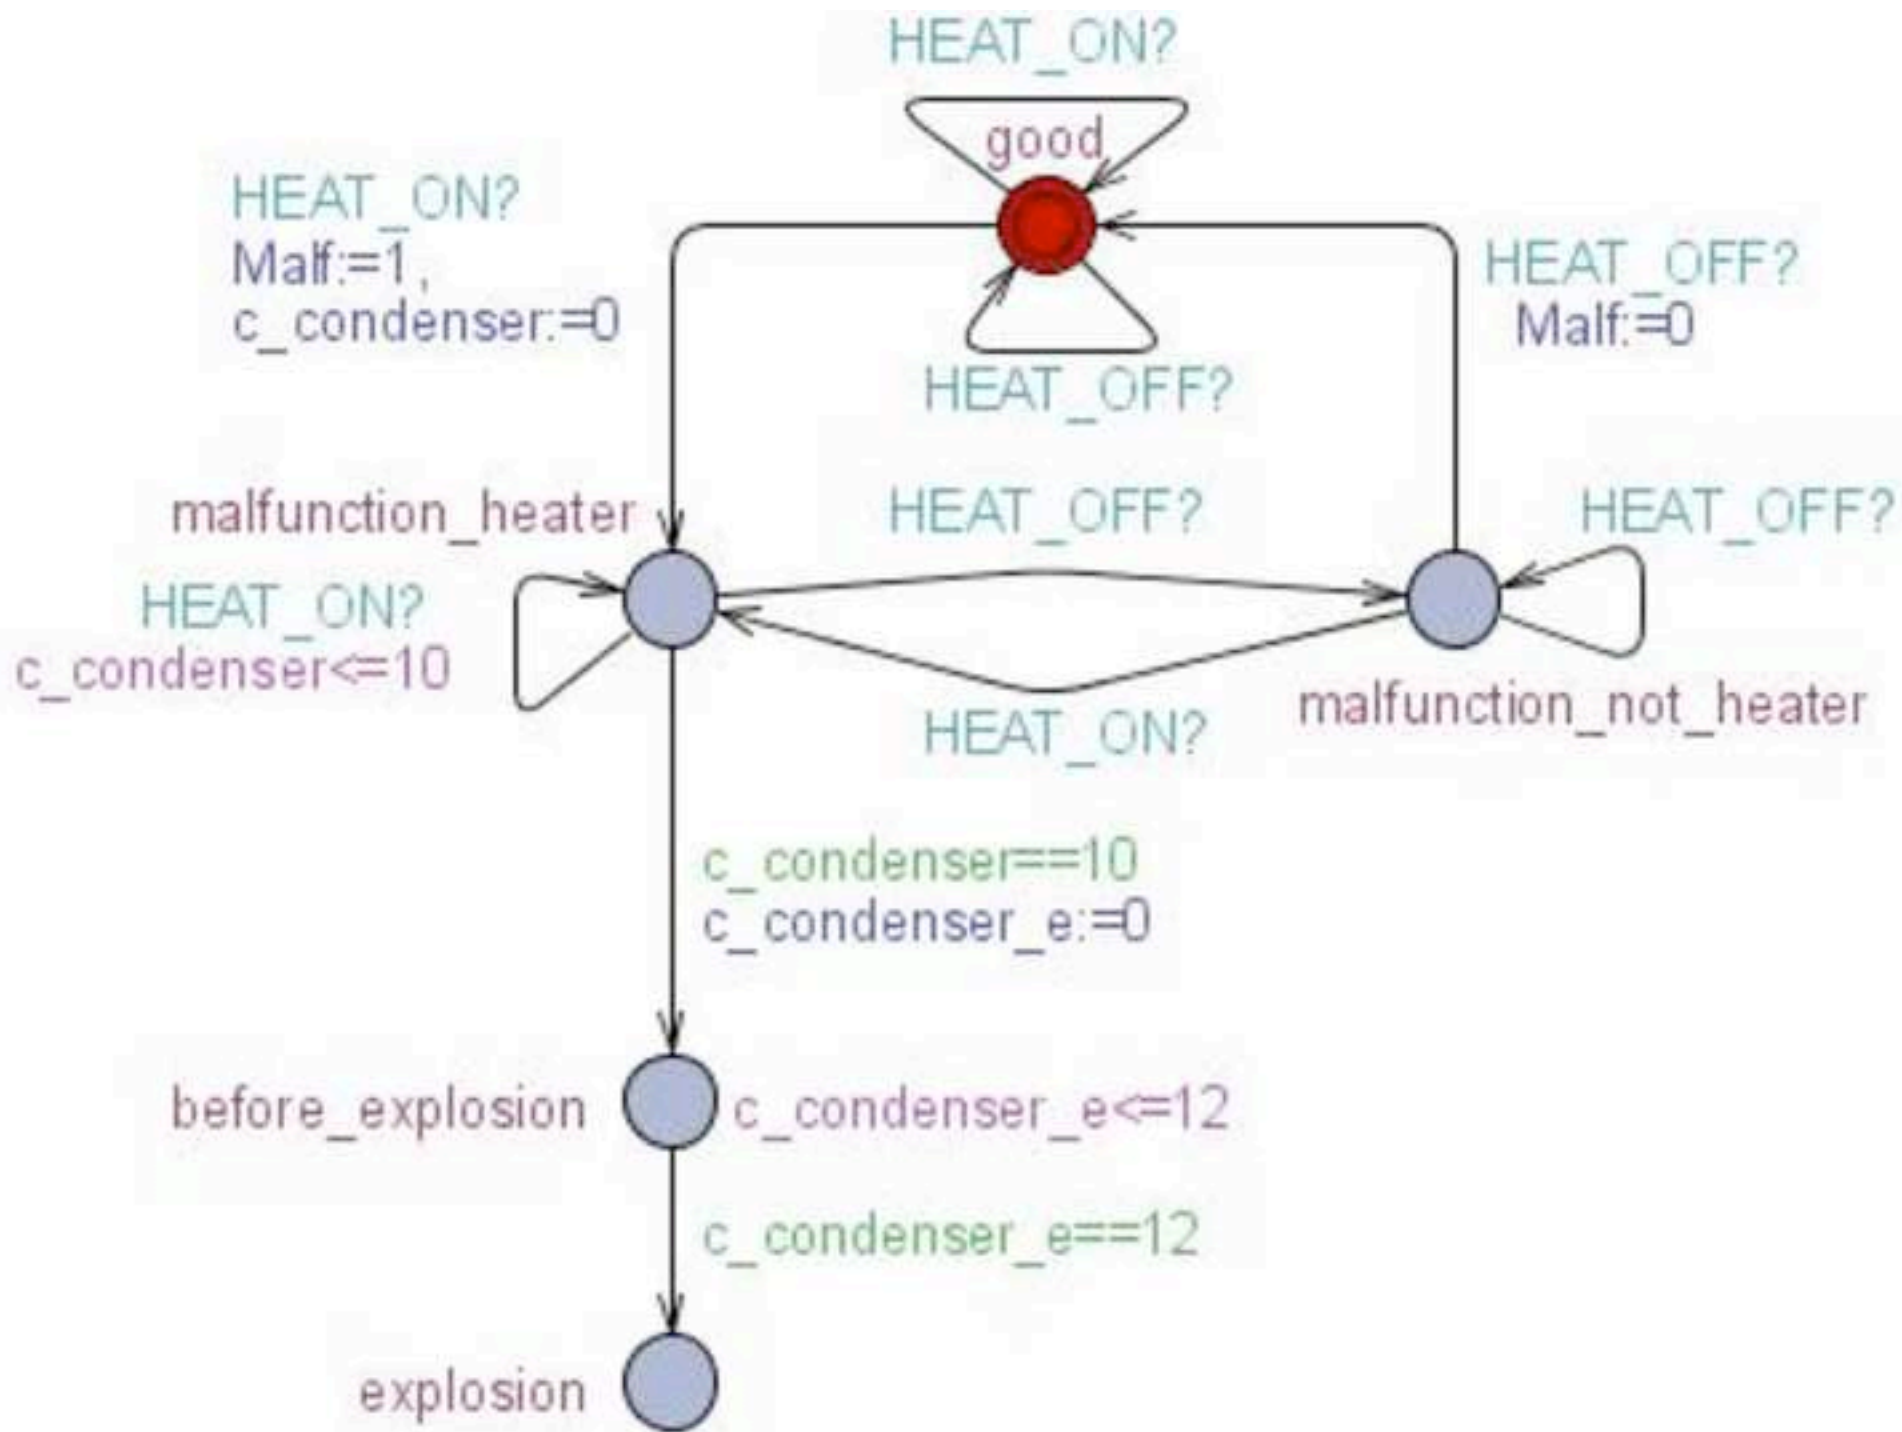 HEAT_ON?
good
HEAT_ON?
Malf:=1,
c_condenser:=0
HEAT_OFF?
Malf:=0
HEAT_OFF?
malfunction_heater
HEAT_OFF?
HEAT_OFF?
HEAT_ON?
c_condenser<=10
malfunction_not_heater
HEAT_ON?
c_condenser==10
c_condenser_e:=0
before_explosion
c_condenser_e<=12
c_condenser_e==12
explosion